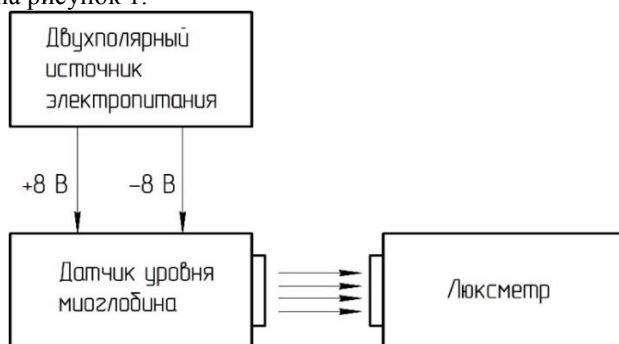 на рисунок 1.
Двухполярный
источник
электропитания
+8 В
–8 В
Датчик уровня
миоглобина
Люксметр